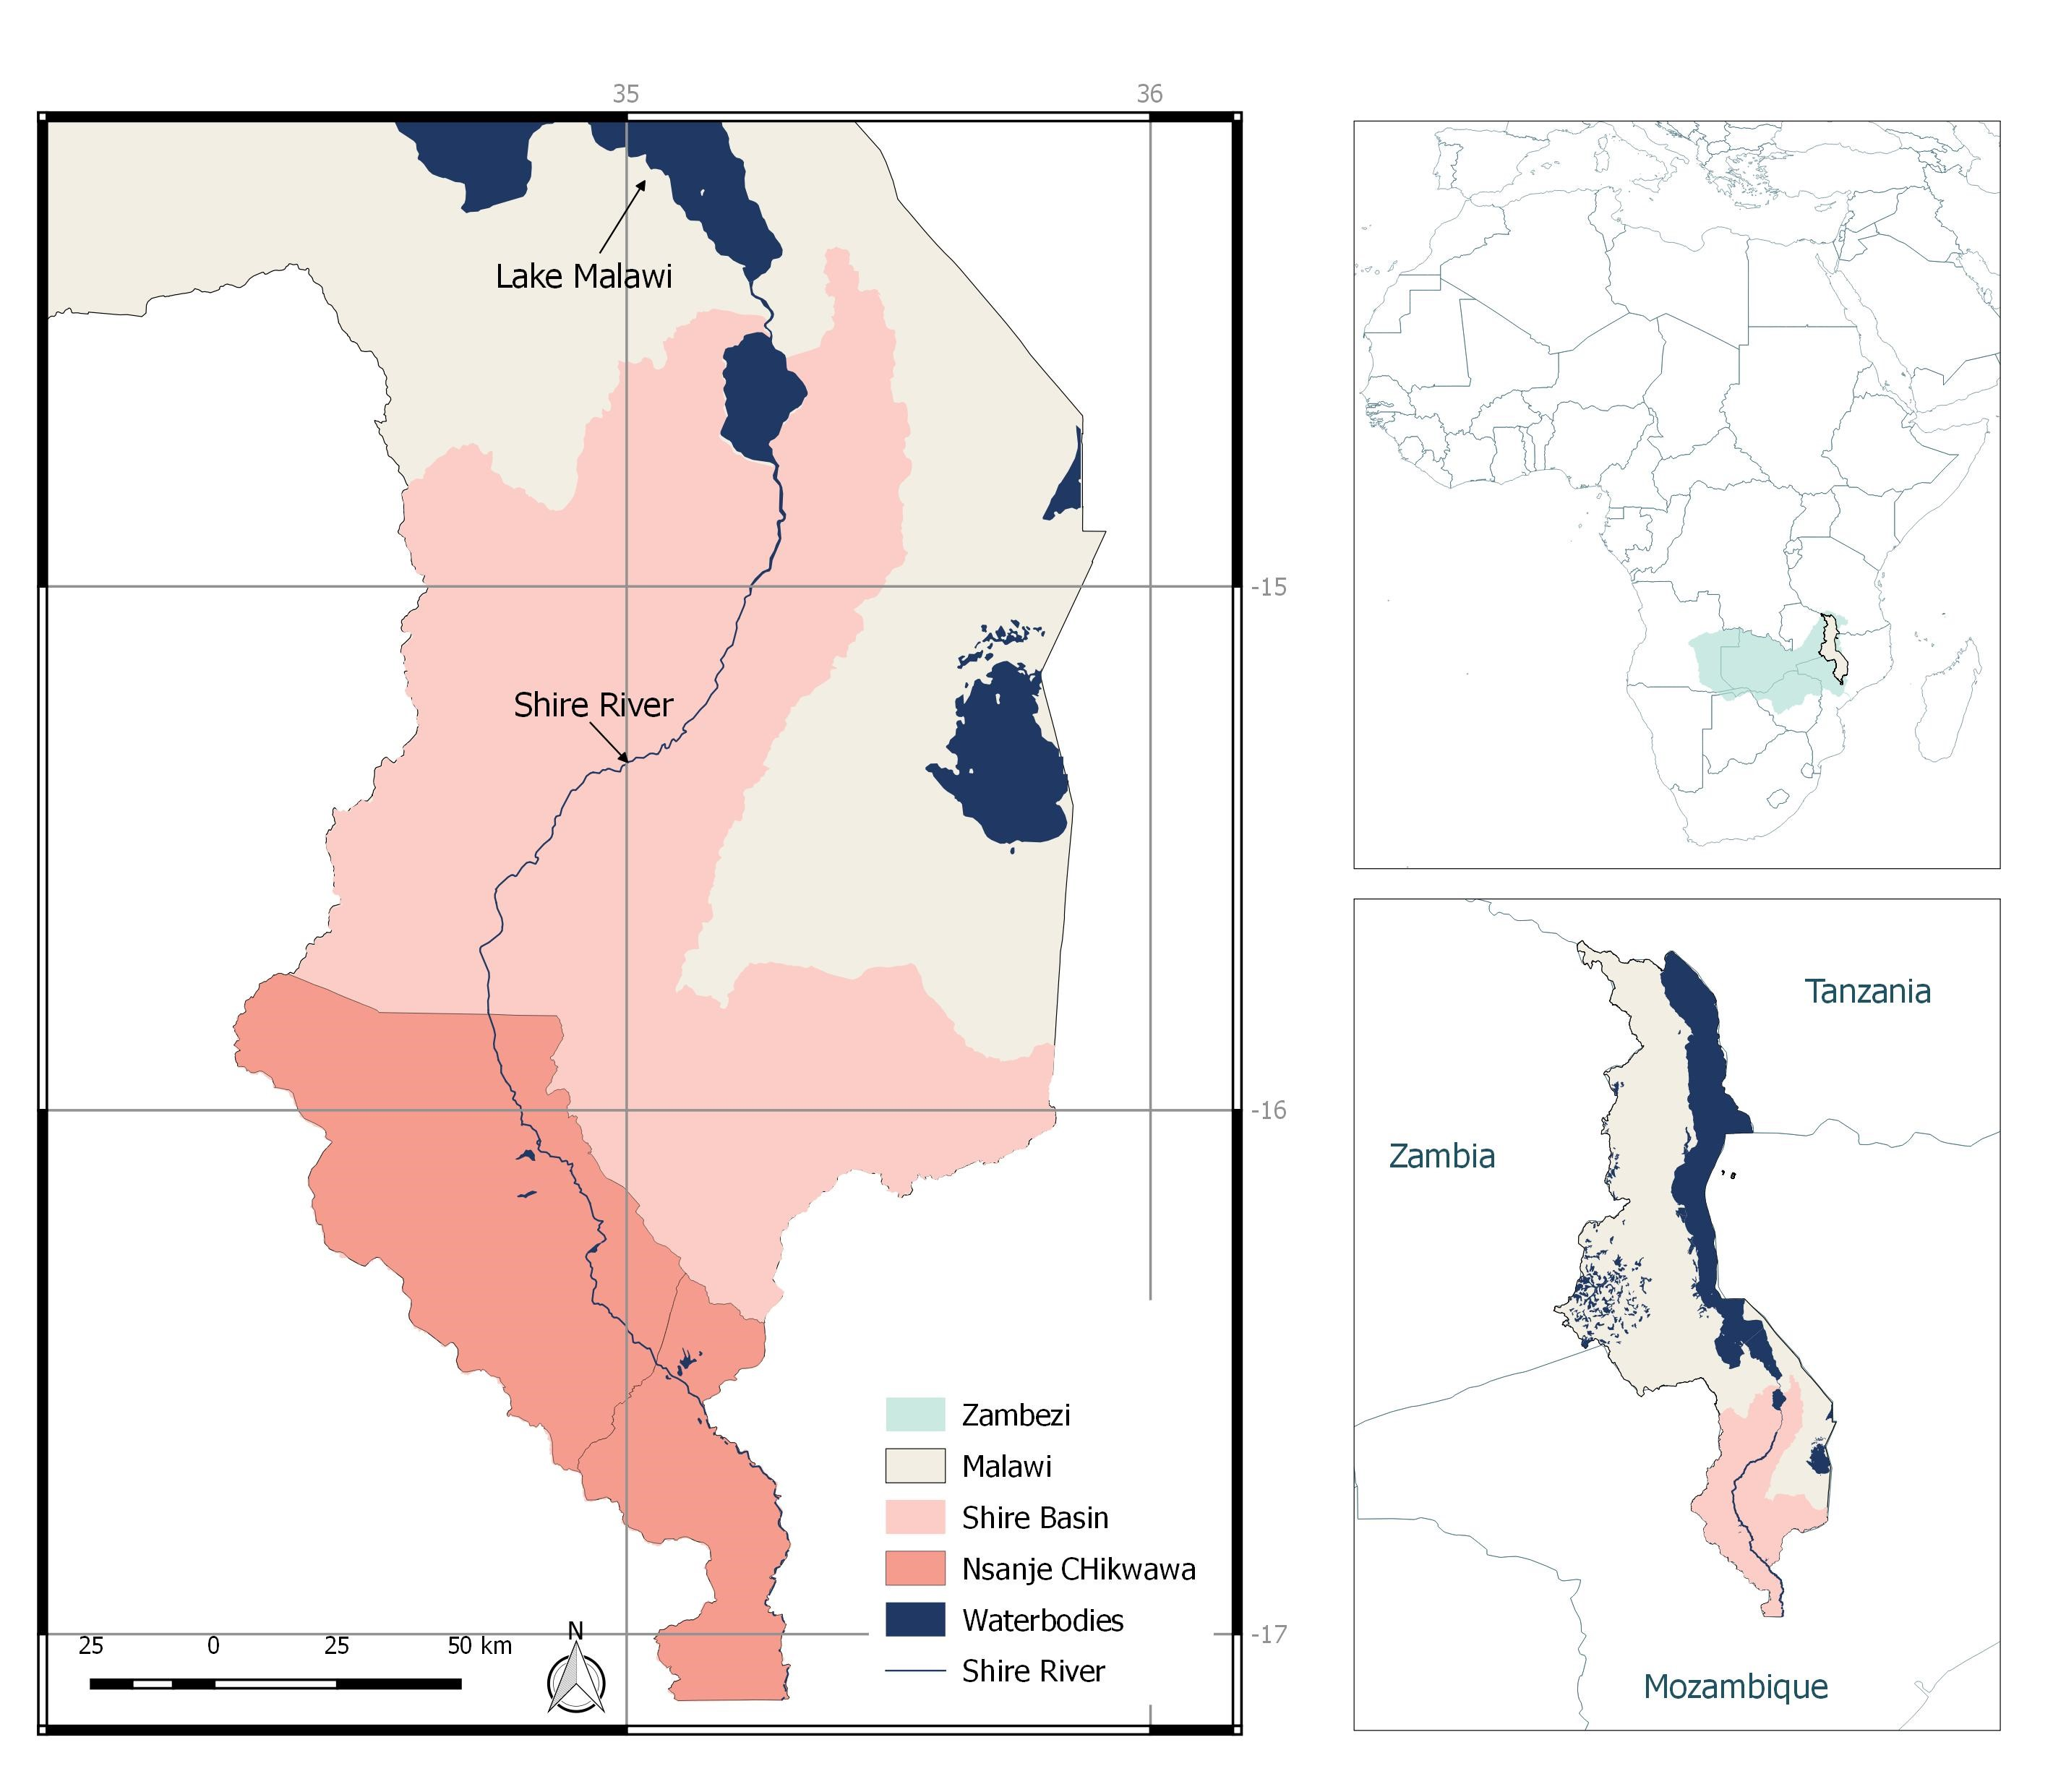 35
36
Lake Malawi
-15
Shire River
-16
Zambezi
Malawi
Shire Basin
Nsanje CHikwawa
Waterbodies
Shire River
-17
25 0 25 50 km
N
Tanzania
Zambia
Mozambique